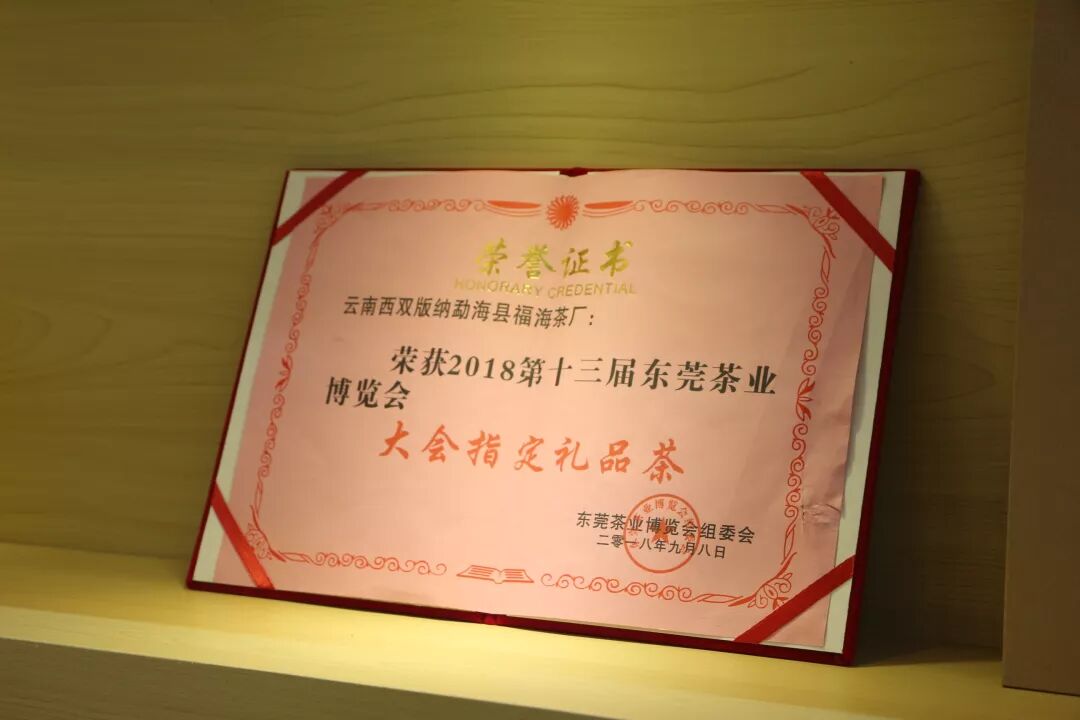 荣誉证书
HONORARY CREDENTIAL
云南西双版纳勐海县福海茶厂：
荣获2018第十三届东莞茶业
博览会
大会指定礼品茶
东莞茶业博览会组委会
二零一八年九月八日